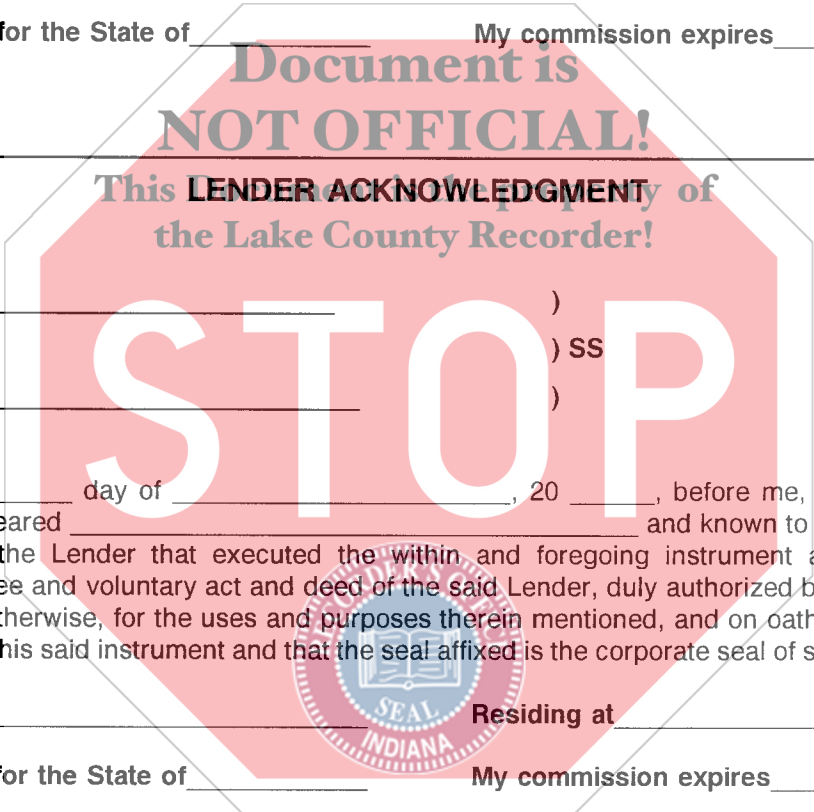 for the State of My commission expires
Document is
NOT OFFICIAL!
LENDER ACKNOWLEDGMENT
This Document is the property of
the Lake County Recorder!
)
) SS
)
STOP
day of , 20 , before me,
eared and known to
the Lender that executed the within and foregoing instrument a
ee and voluntary act and deed of the said Lender, duly authorized b
therwise, for the uses and purposes therein mentioned, and on oath
his said instrument and that the seal affixed is the corporate seal of s
RECORDER'S OFFICE
SEAL
INDIANA
Residing at
for the State of My commission expires